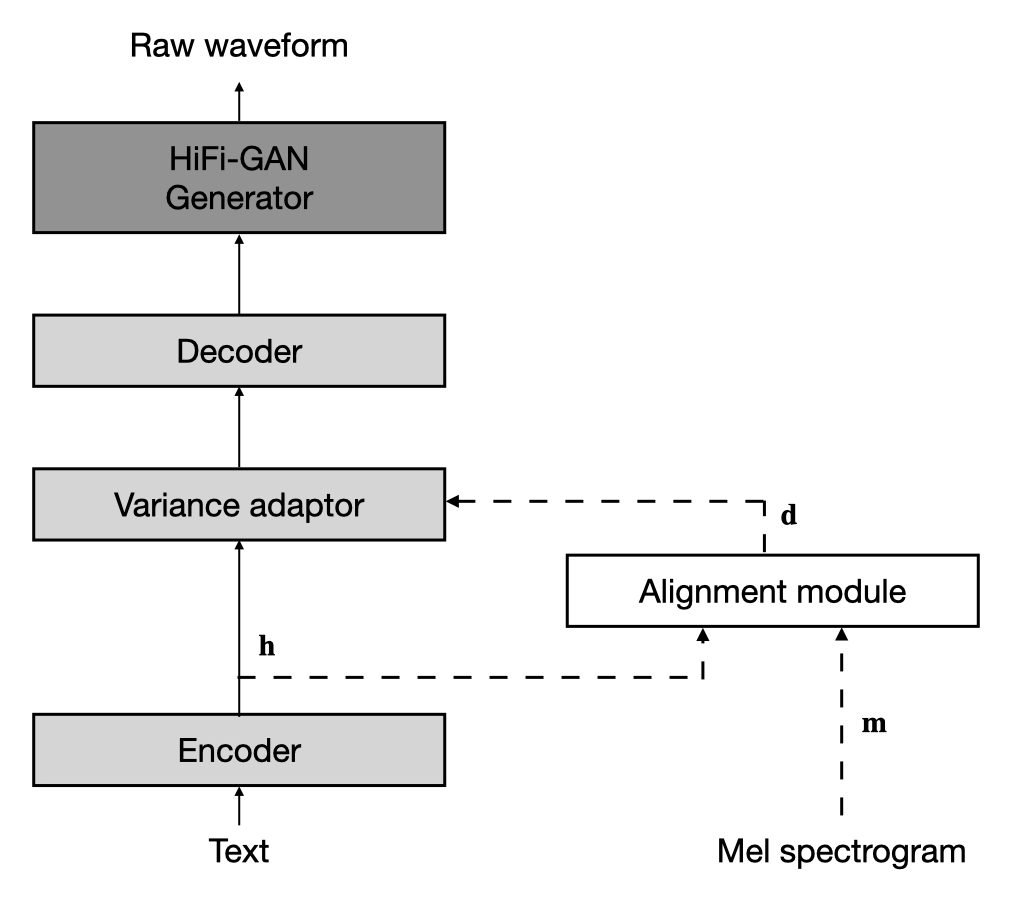 Raw waveform
HiFi-GAN
Generator
Decoder
Variance adaptor
d
Alignment module
h
m
Encoder
Text
Mel spectrogram